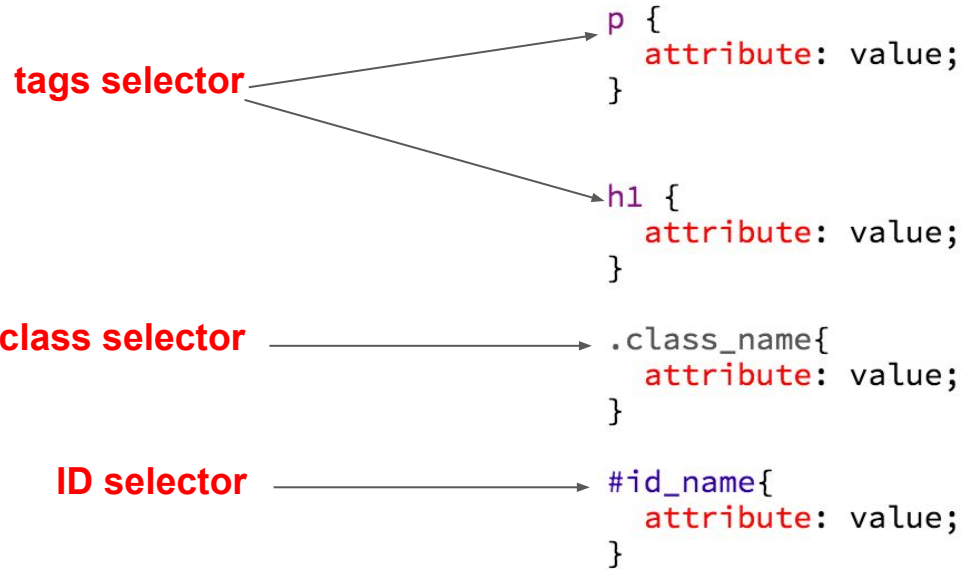 p {
attribute: value;
tags selector
}
h1 {
attribute: value;
}
class selector
.class_name{
attribute: value;
}
ID selector
#id_name{
attribute: value;
}